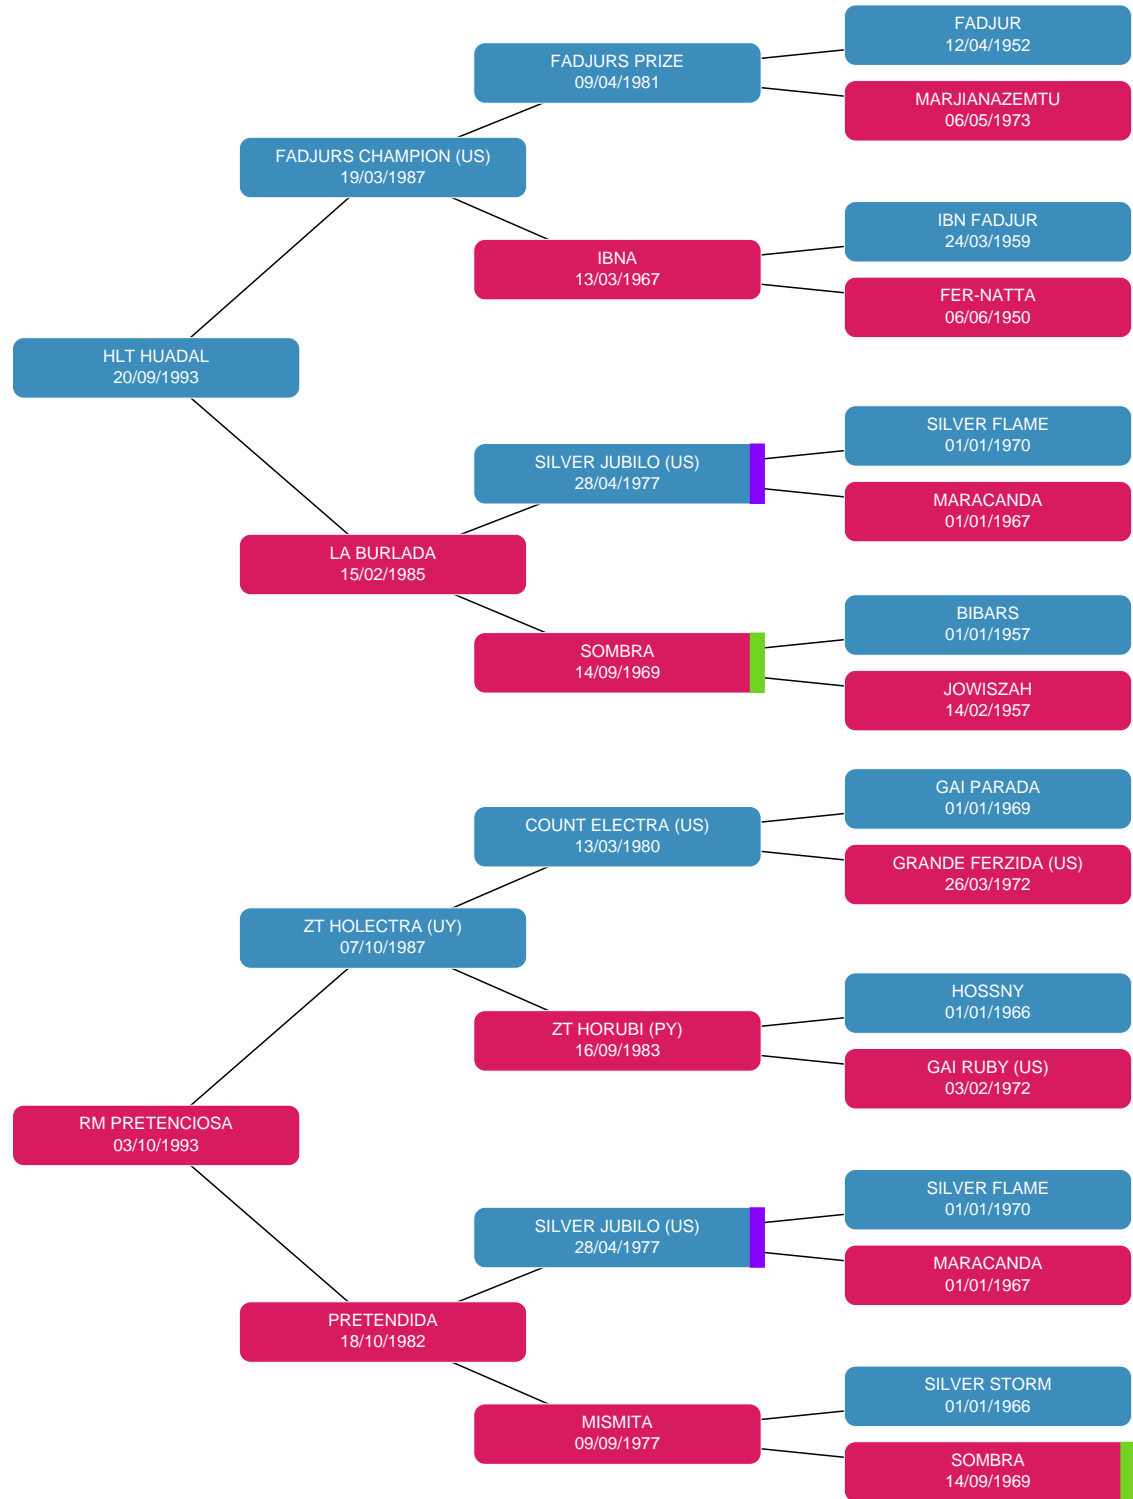 FADJUR
12/04/1952
FADJURS PRIZE
09/04/1981
MARJIANAZEMTU
06/05/1973
FADJURS CHAMPION (US)
19/03/1987
IBN FADJUR
24/03/1959
IBNA
13/03/1967
FER-NATTA
06/06/1950
HLT HUADAL
20/09/1993
SILVER FLAME
01/01/1970
SILVER JUBILO (US)
28/04/1977
MARACANDA
01/01/1967
LA BURLADA
15/02/1985
BIBARS
01/01/1957
SOMBRA
14/09/1969
JOWISZAH
14/02/1957
GAI PARADA
01/01/1969
COUNT ELECTRA (US)
13/03/1980
GRANDE FERZIDA (US)
26/03/1972
ZT HOLECTRA (UY)
07/10/1987
HOSSNY
01/01/1966
ZT HORUBI (PY)
16/09/1983
GAI RUBY (US)
03/02/1972
RM PRETENCIOSA
03/10/1993
SILVER FLAME
01/01/1970
SILVER JUBILO (US)
28/04/1977
MARACANDA
01/01/1967
PRETENDIDA
18/10/1982
SILVER STORM
01/01/1966
MISMITA
09/09/1977
SOMBRA
14/09/1969